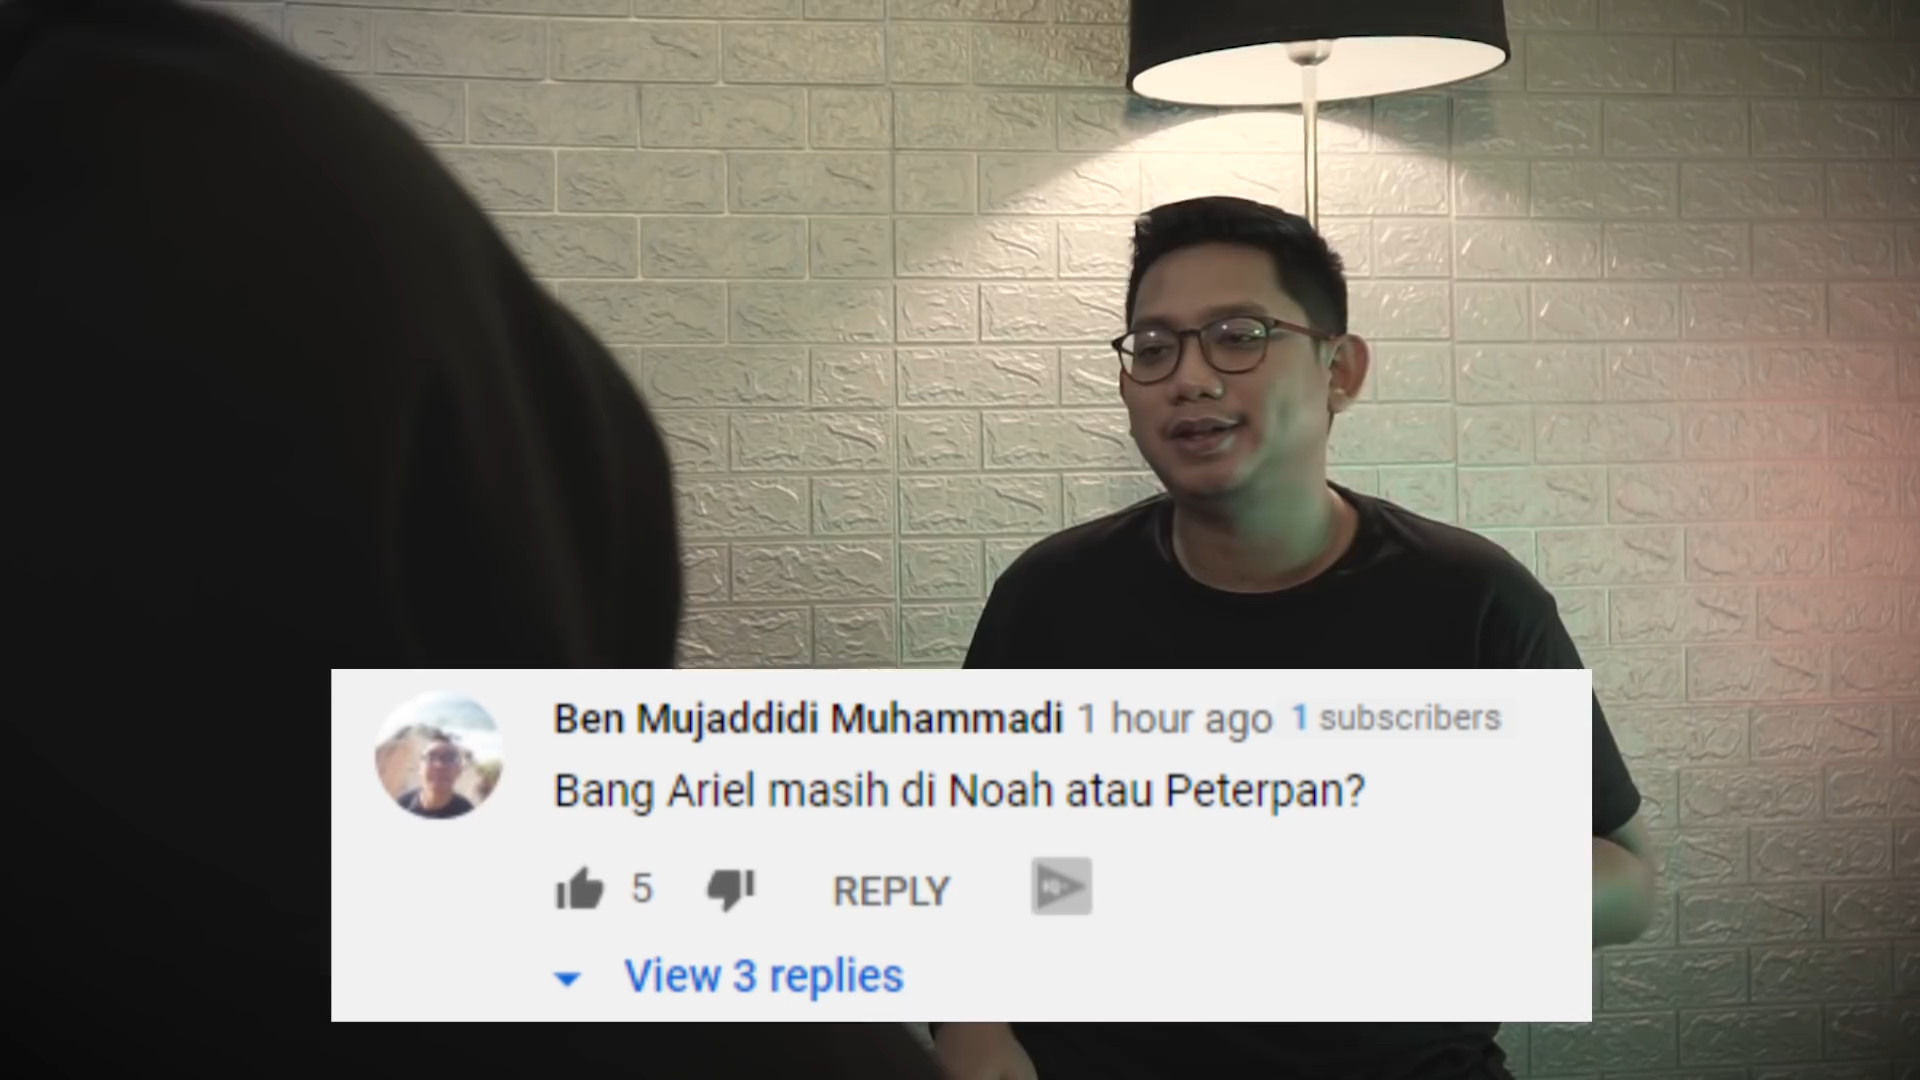 Ben Mujaddidi Muhammadi 1 hour ago 1 subscribers
Bang Ariel masih di Noah atau Peterpan?
5 REPLY
View 3 replies